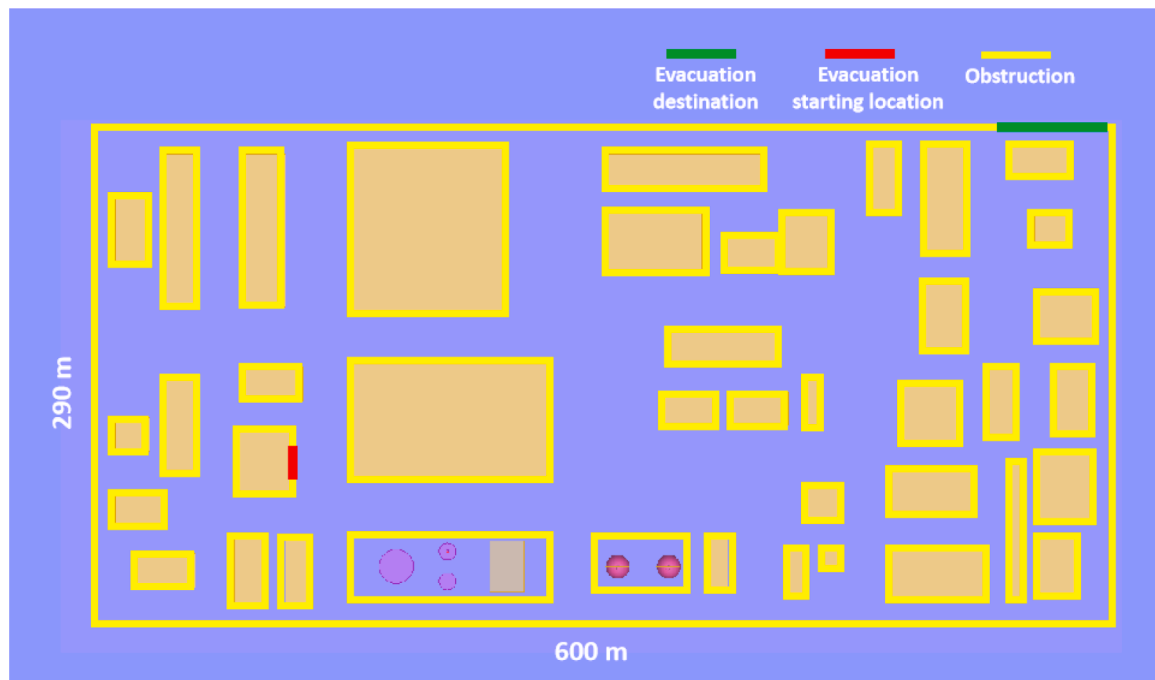 Evacuation
destination
Evacuation
starting location
Obstruction
290 m
600 m